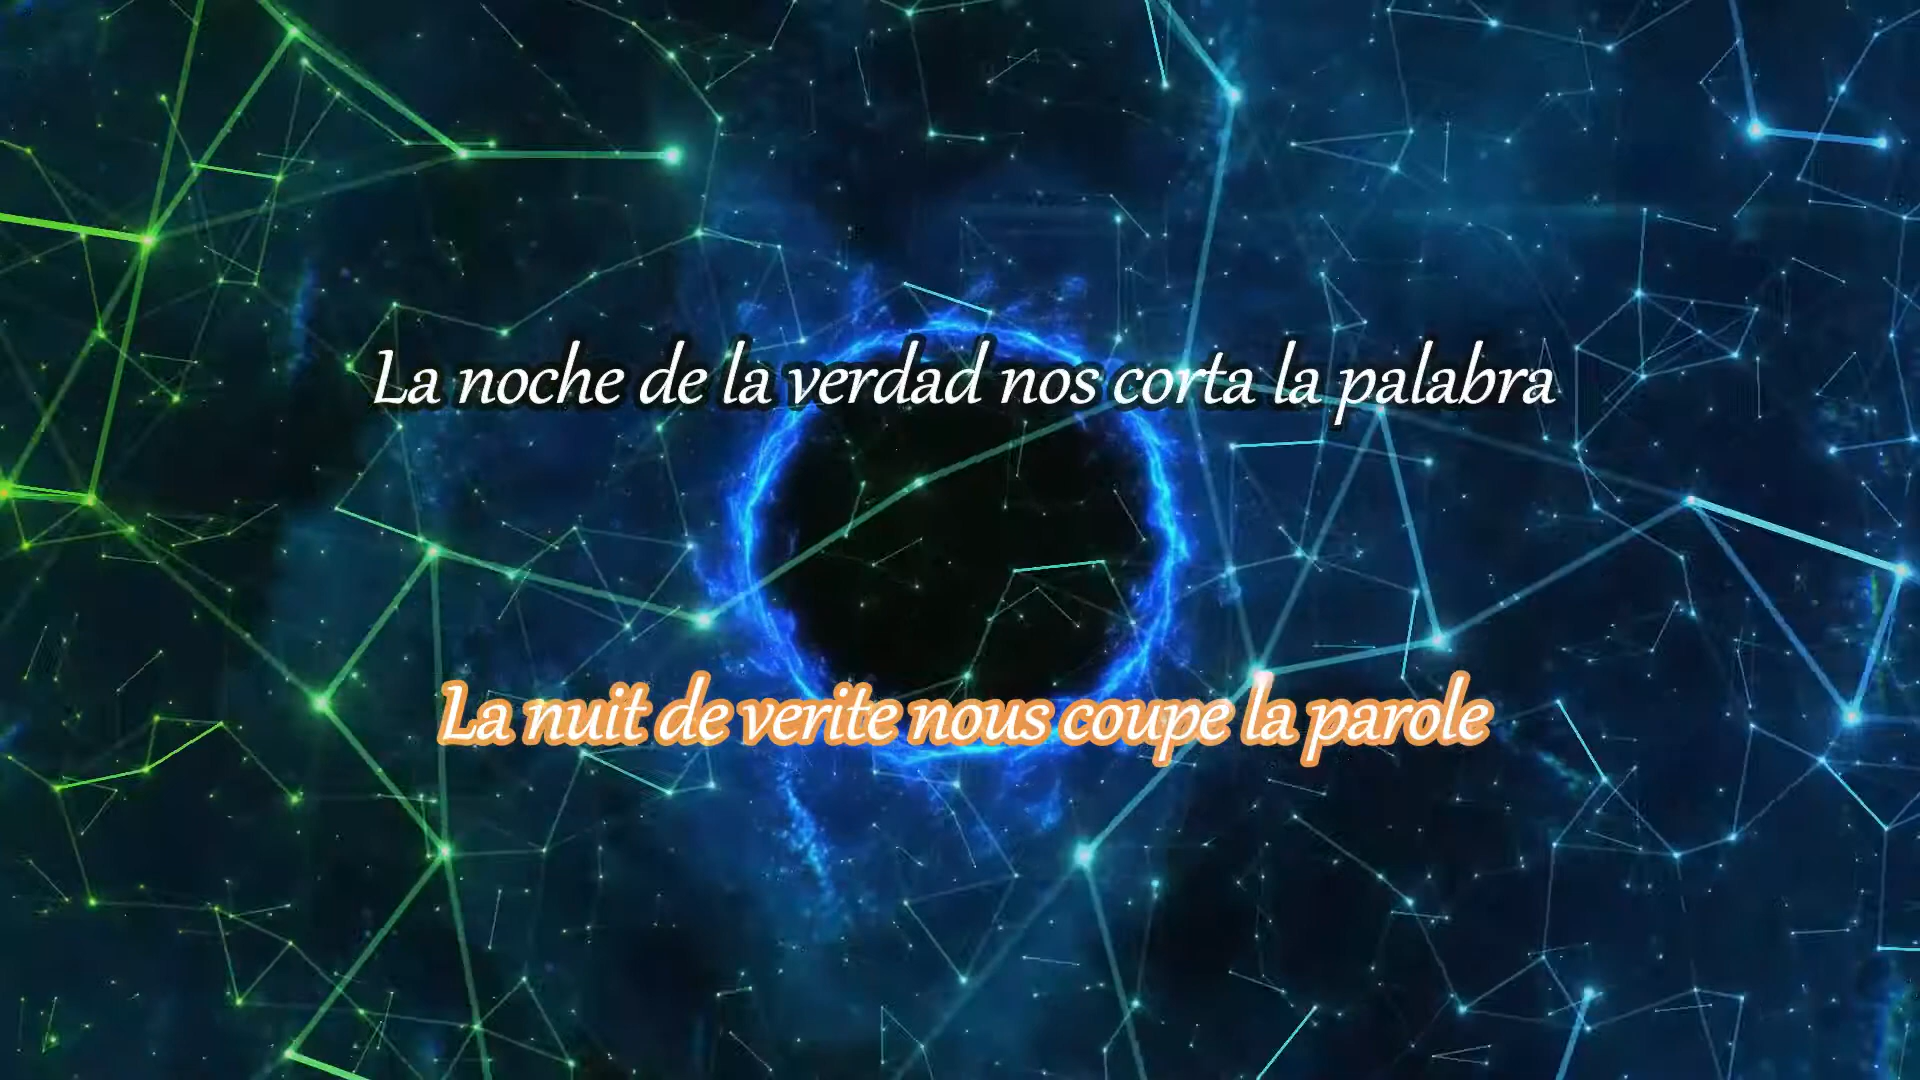 La noche de la verdad nos corta la palabra
La nuit de verite nous coupe la parole